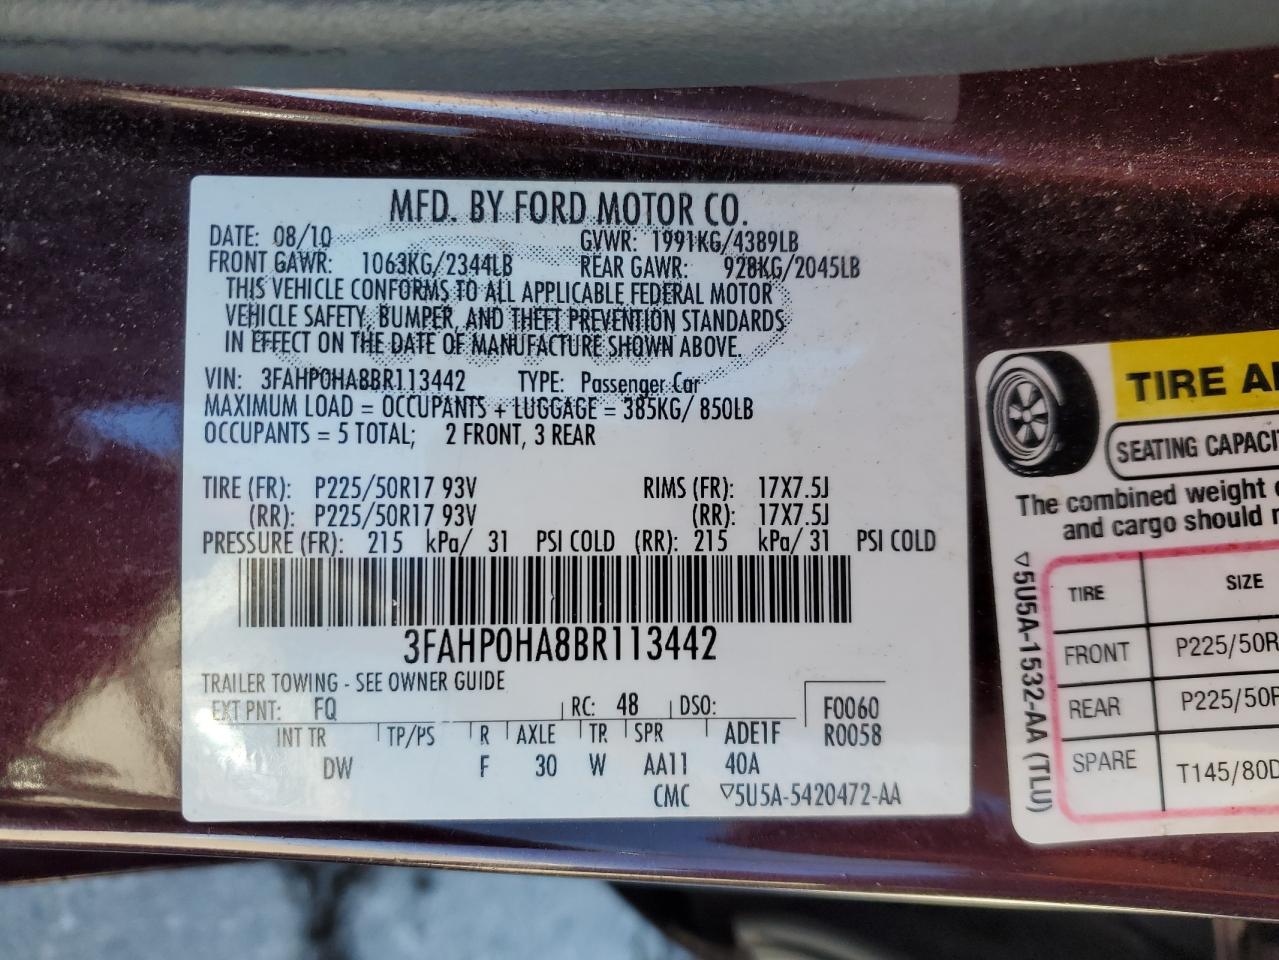 MFD. BY FORD MOTOR CO.
DATE: 08/10 GVWR: 1991KG/4389LB
FRONT GAWR: 1063KG/2344LB REAR GAWR: 928KG/2045LB
THIS VEHICLE CONFORMS TO ALL APPLICABLE FEDERAL MOTOR
VEHICLE SAFETY, BUMPER, AND THEFT PREVENTION STANDARDS
IN EFFECT ON THE DATE OF MANUFACTURE SHOWN ABOVE.
VIN: 3FAHP0HA8BR113442 TYPE: Passenger Car
MAXIMUM LOAD = OCCUPANTS + LUGGAGE = 385KG/ 850LB
OCCUPANTS = 5 TOTAL; 2 FRONT, 3 REAR
TIRE (FR): P225/50R17 93V RIMS (FR): 17X7.5J
(RR): P225/50R17 93V (RR): 17X7.5J
PRESSURE (FR): 215 kPa/ 31 PSI COLD (RR): 215 kPa/ 31 PSI COLD
3FAHP0HA8BR113442
TRAILER TOWING - SEE OWNER GUIDE
EXT PNT: FQ RC: 48 DSO: F0060
INT TR TP/PS R AXLE TR SPR ADE1F R0058
DW F 30 W AA11 40A
CMC ▽5U5A-5420472-AA
TIRE A
SEATING CAPACI
The combined weight
and cargo should
▽5U5A-1532-AA (TLU)
TIRE SIZE
FRONT P225/50R
REAR P225/50R
SPARE T145/80D